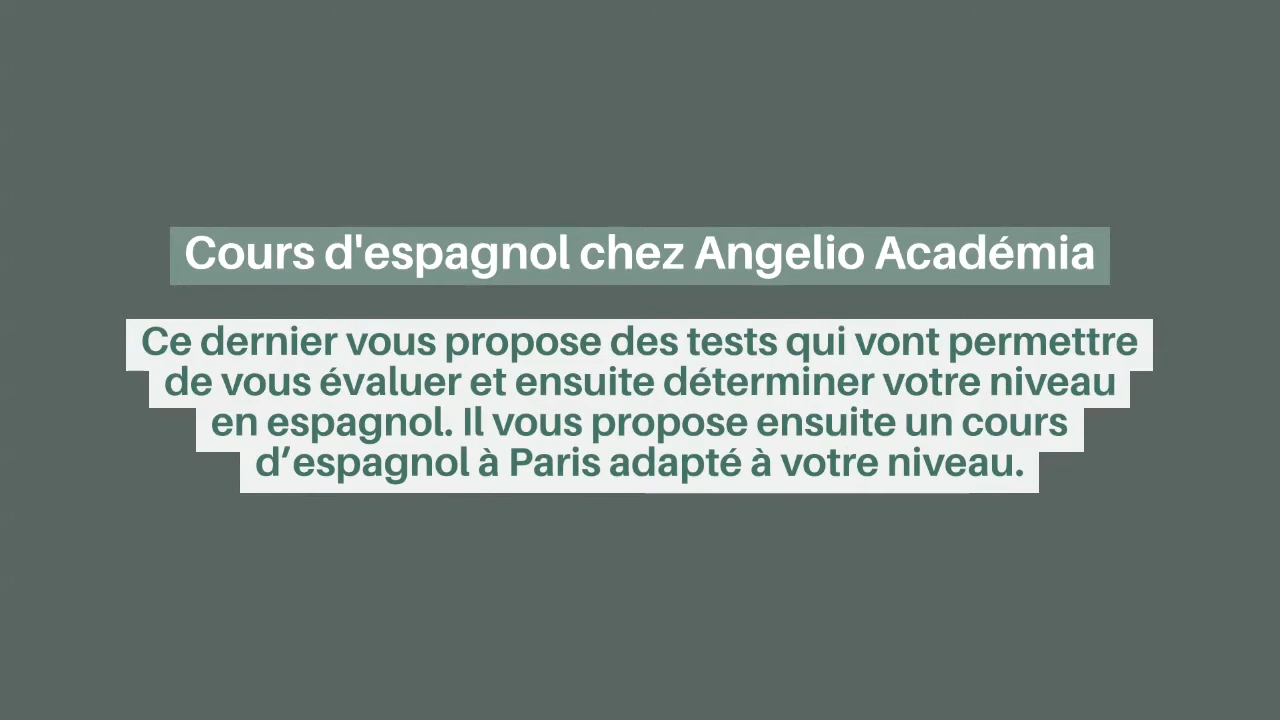 Cours d'espagnol chez Angelio Académia
Ce dernier vous propose des tests qui vont permettre
de vous évaluer et ensuite déterminer votre niveau
en espagnol. Il vous propose ensuite un cours
d’espagnol à Paris adapté à votre niveau.